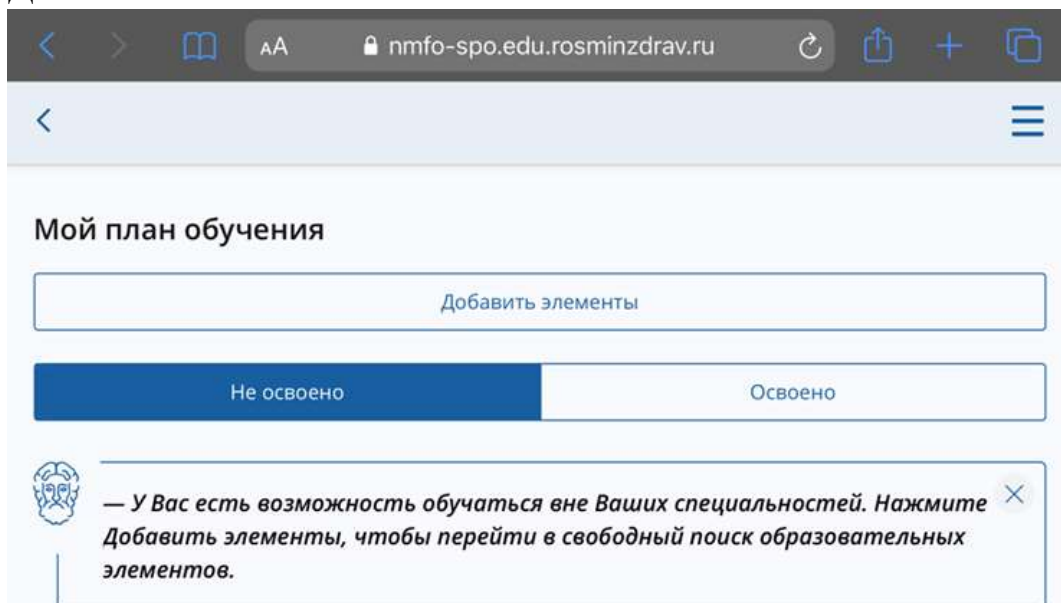 AA nmfo-spo.edu.rosminzdrav.ru
Мой план обучения
Добавить элементы
Не освоено Освоено
— У Вас есть возможность обучаться вне Ваших специальностей. Нажмите
Добавить элементы, чтобы перейти в свободный поиск образовательных
элементов.